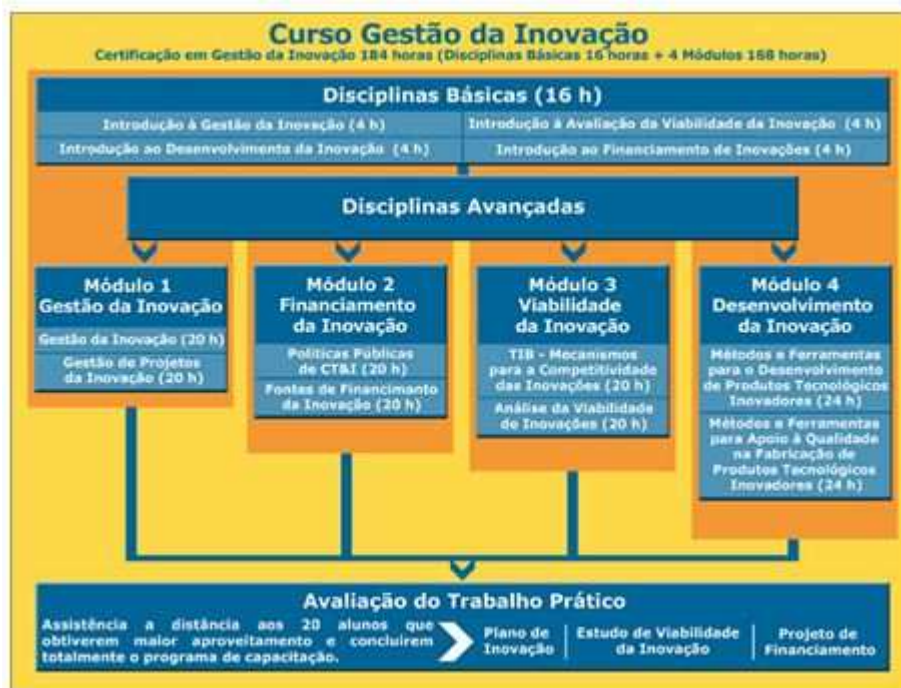 Curso Gestão da Inovação
Certificação em Gestão da Inovação 184 horas (Disciplinas Básicas 16 horas + 4 Módulos 168 horas)
Disciplinas Básicas (16 h)
Introdução à Gestão da Inovação (4 h)
Introdução à Avaliação da Viabilidade da Inovação (4 h)
Introdução ao Desenvolvimento da Inovação (4 h)
Introdução ao Financiamento de Inovações (4 h)
Disciplinas Avançadas
Módulo 1
Gestão da Inovação
Gestão da Inovação (20 h)
Gestão de Projetos
da Inovação (20 h)
Módulo 2
Financiamento
da Inovação
Políticas Públicas
de CT&I (20 h)
Fontes de Financimanto
da Inovação (20 h)
Módulo 3
Viabilidade
da Inovação
TIB - Mecanismos
para a Competitividade
das Inovações (20 h)
Análise da Viabilidade
de Inovações (20 h)
Módulo 4
Desenvolvimento
da Inovação
Métodos e Ferramentas
para o Desenvolvimento
de Produtos Tecnológicos
Inovadores (24 h)
Métodos e Ferramentas
para Apoio à Qualidade
na Fabricação de
Produtos Tecnológicos
Inovadores (24 h)
Avaliação do Trabalho Prático
Assistência a distância aos 20 alunos que
obtiverem maior aproveitamento e concluirem
totalmente o programa de capacitação.
Plano de
Inovação
Estudo de Viabilidade
da Inovação
Projeto de
Financiamento